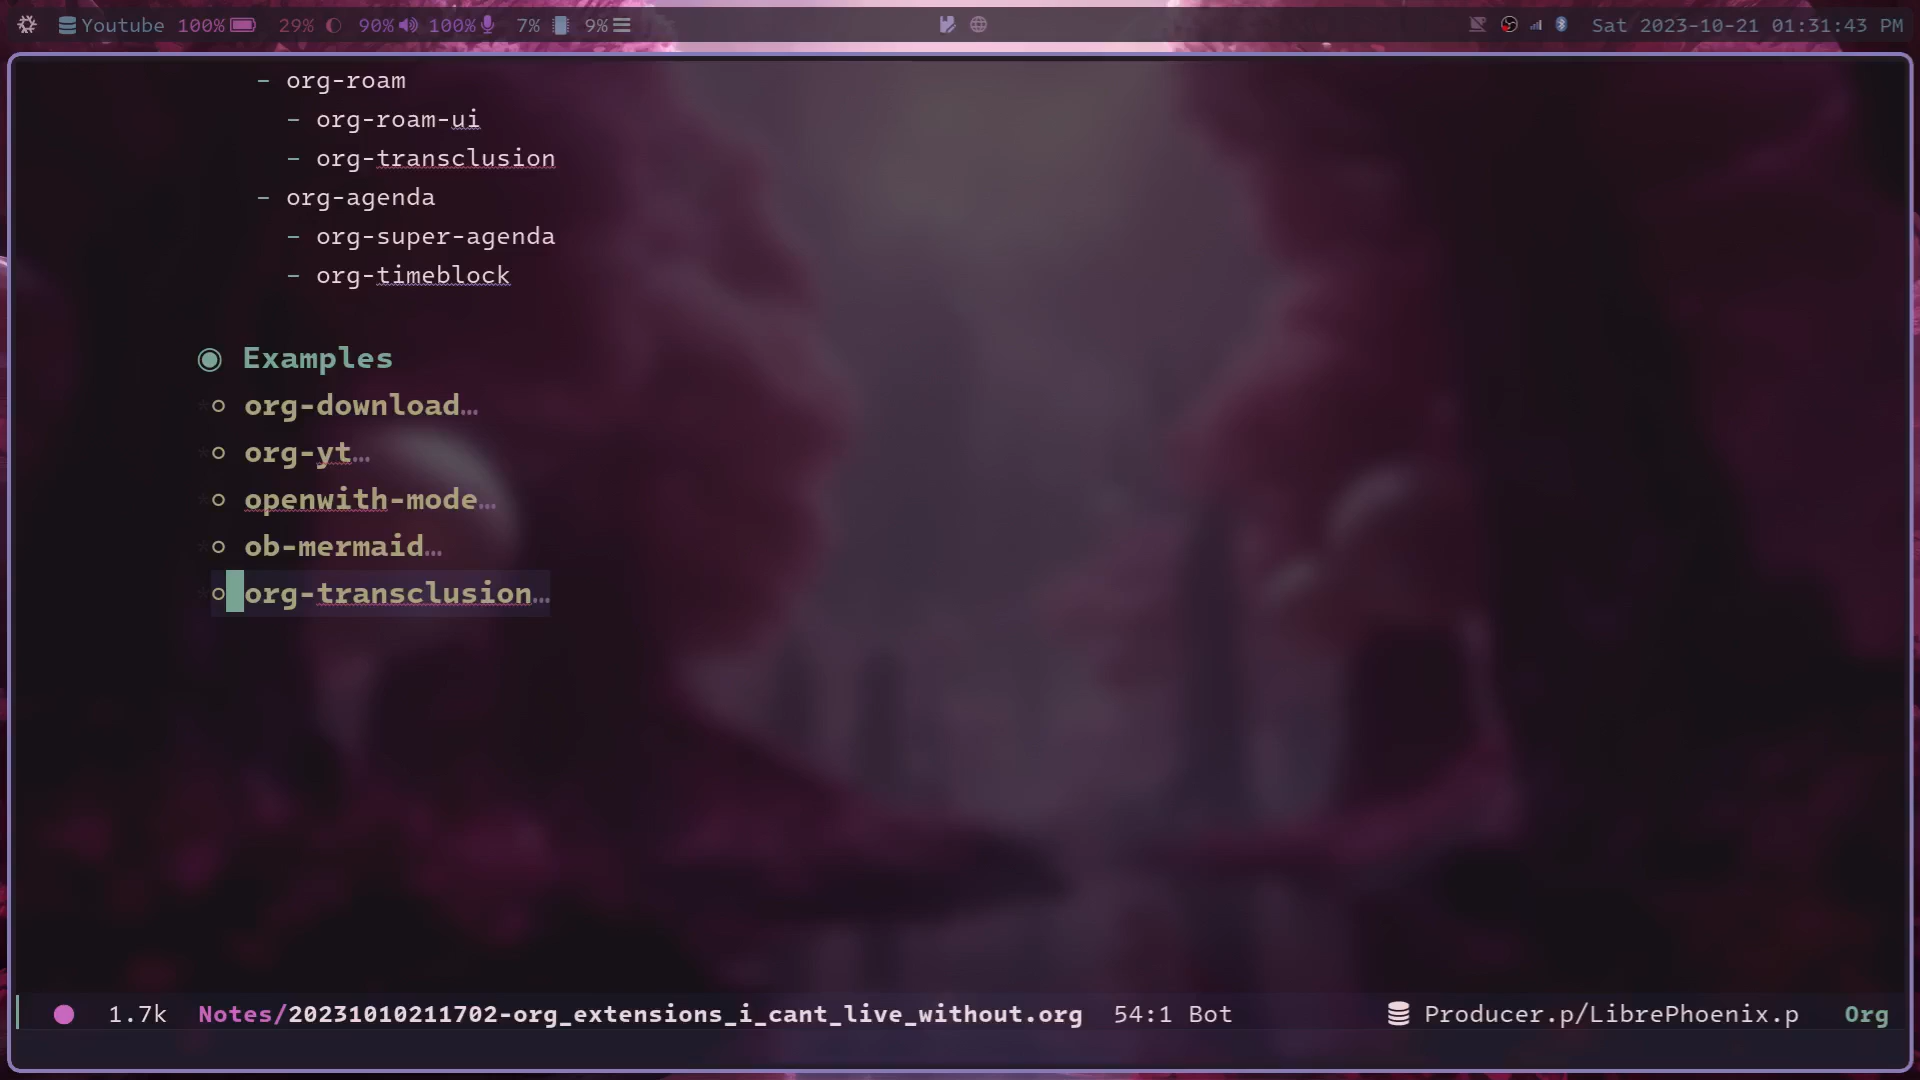 Youtube 100% 29% 90% 100% 7% 9% Sat 2023-10-21 01:31:43 PM
- org-roam
- org-roam-ui
- org-transclusion
- org-agenda
- org-super-agenda
- org-timeblock
Examples
org-download...
org-yt...
openwith-mode...
ob-mermaid...
org-transclusion...
1.7k Notes/20231010211702-org_extensions_i_cant_live_without.org 54:1 Bot Producer.p/LibrePhoenix.p Org